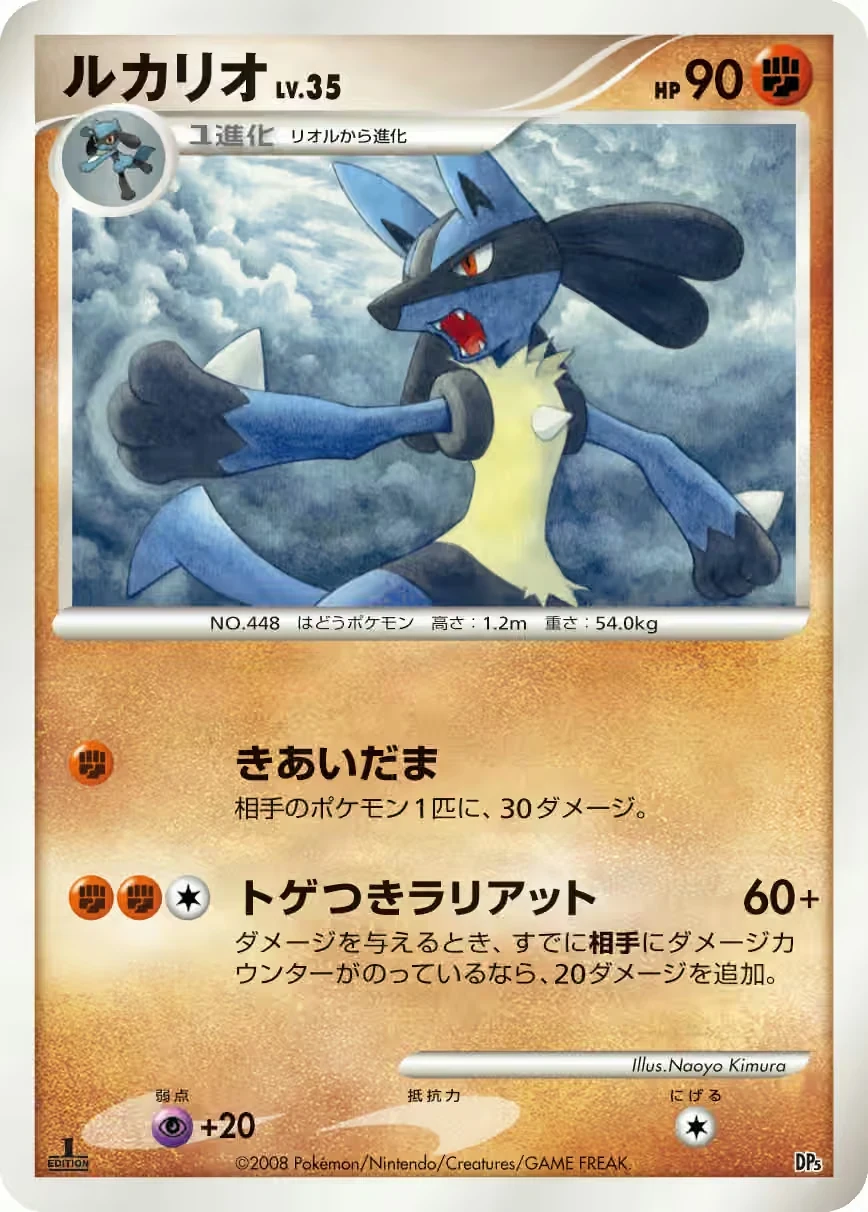 ルカリオ LV.35 HP 90
1進化 リオルから進化
NO.448 はどうポケモン 高さ:1.2m 重さ:54.0kg
きあいだま
相手のポケモン1匹に、30ダメージ。
トゲつきラリアット 60+
ダメージを与えるとき、すでに相手にダメージカ
ウンターがのっているなら、20ダメージを追加。
Illus.Naoyo Kimura
弱点 抵抗力 にげる
+20
1 EDITION
©2008 Pokémon/Nintendo/Creatures/GAME FREAK.
DP5